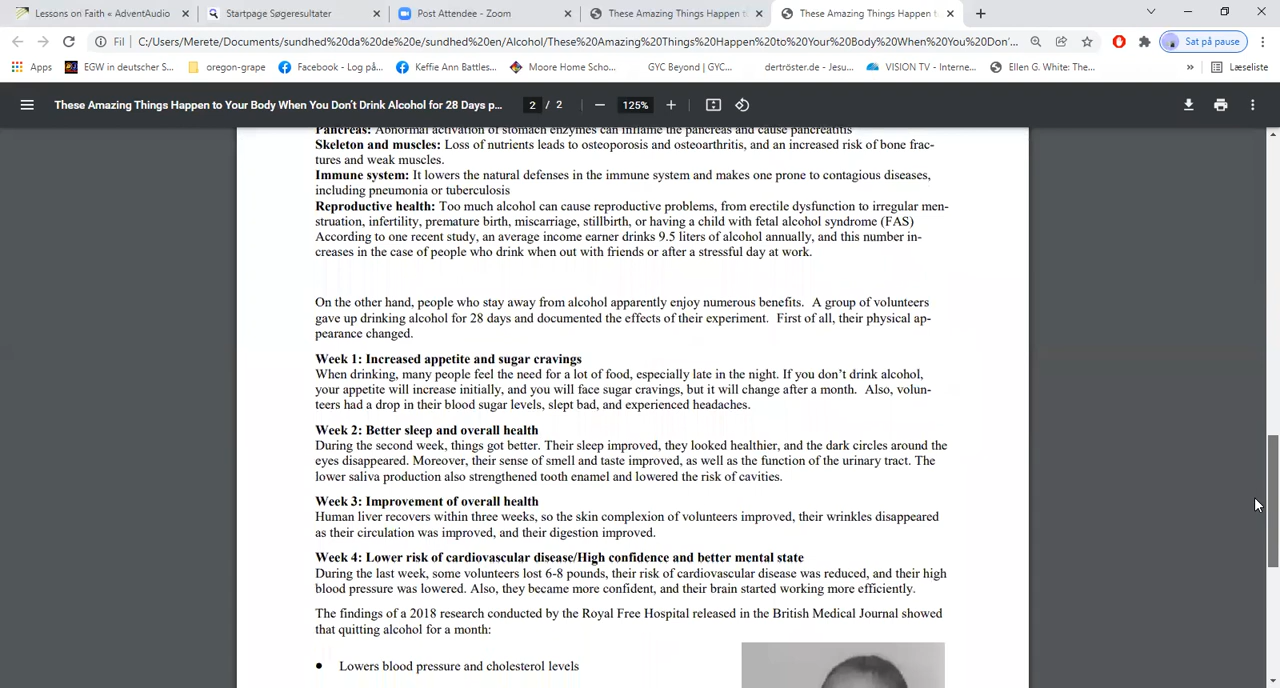 Lessons on Faith « AdventAudio
Startpage Søgeresultater
Post Attendee - Zoom
These Amazing Things Happen t
These Amazing Things Happen t
Fil
C:/Users/Merete/Documents/sundhed%20da%20de%20e/sundhed%20en/Alcohol/These%20Amazing%20Things%20Happen%20to%20Your%20Body%20When%20You%20Don'...
Sat på pause
Apps
EGW in deutscher S...
oregon-grape
Facebook - Log på...
Keffie Ann Battles...
Moore Home Scho...
GYC Beyond | GYC...
dertröster.de - Jesu...
VISION TV - Interne...
Ellen G. White: The...
»
Læseliste
These Amazing Things Happen to Your Body When You Don't Drink Alcohol for 28 Days p...
2 / 2
125%
Pancreas: Abnormal activation of stomach enzymes can inflame the pancreas and cause pancreatitis
Skeleton and muscles: Loss of nutrients leads to osteoporosis and osteoarthritis, and an increased risk of bone frac-
tures and weak muscles.
Immune system: It lowers the natural defenses in the immune system and makes one prone to contagious diseases,
including pneumonia or tuberculosis
Reproductive health: Too much alcohol can cause reproductive problems, from erectile dysfunction to irregular men-
struation, infertility, premature birth, miscarriage, stillbirth, or having a child with fetal alcohol syndrome (FAS)
According to one recent study, an average income earner drinks 9.5 liters of alcohol annually, and this number in-
creases in the case of people who drink when out with friends or after a stressful day at work.
On the other hand, people who stay away from alcohol apparently enjoy numerous benefits. A group of volunteers
gave up drinking alcohol for 28 days and documented the effects of their experiment. First of all, their physical ap-
pearance changed.
Week 1: Increased appetite and sugar cravings
When drinking, many people feel the need for a lot of food, especially late in the night. If you don't drink alcohol,
your appetite will increase initially, and you will face sugar cravings, but it will change after a month. Also, volun-
teers had a drop in their blood sugar levels, slept bad, and experienced headaches.
Week 2: Better sleep and overall health
During the second week, things got better. Their sleep improved, they looked healthier, and the dark circles around the
eyes disappeared. Moreover, their sense of smell and taste improved, as well as the function of the urinary tract. The
lower saliva production also strengthened tooth enamel and lowered the risk of cavities.
Week 3: Improvement of overall health
Human liver recovers within three weeks, so the skin complexion of volunteers improved, their wrinkles disappeared
as their circulation was improved, and their digestion improved.
Week 4: Lower risk of cardiovascular disease/High confidence and better mental state
During the last week, some volunteers lost 6-8 pounds, their risk of cardiovascular disease was reduced, and their high
blood pressure was lowered. Also, they became more confident, and their brain started working more efficiently.
The findings of a 2018 research conducted by the Royal Free Hospital released in the British Medical Journal showed
that quitting alcohol for a month:
• Lowers blood pressure and cholesterol levels